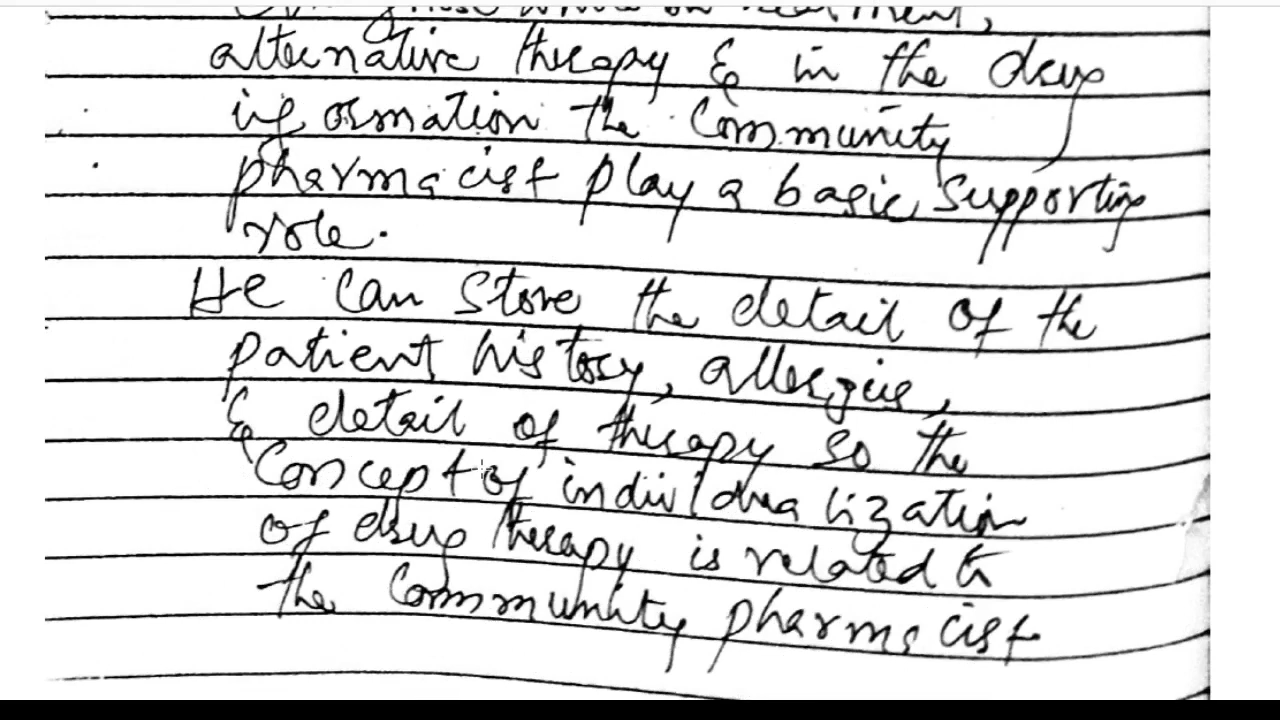 alternative therapy & in the drug
information the Community
pharmacist play a basic supporting
role.
He can store the detail of the
patient history, allergies,
& detail of therapy so the
Concept of individualization
of drug therapy is related to
the Community pharmacist